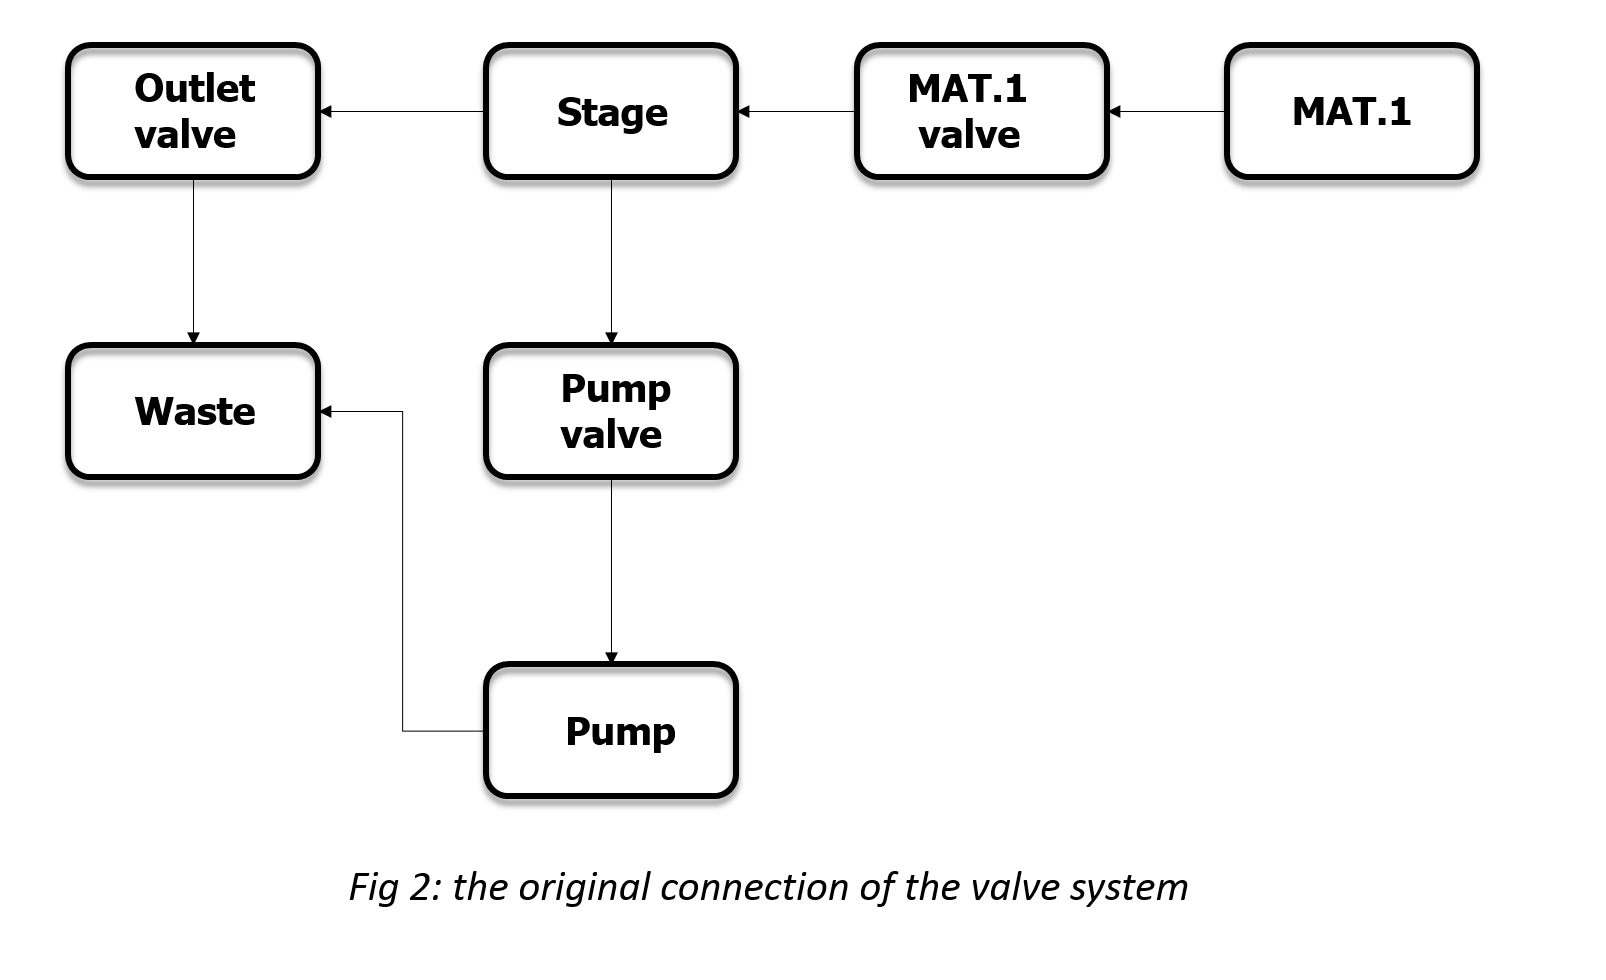 Outlet
valve
Stage
MAT.1
valve
MAT.1
Waste
Pump
valve
Pump
Fig 2: the original connection of the valve system